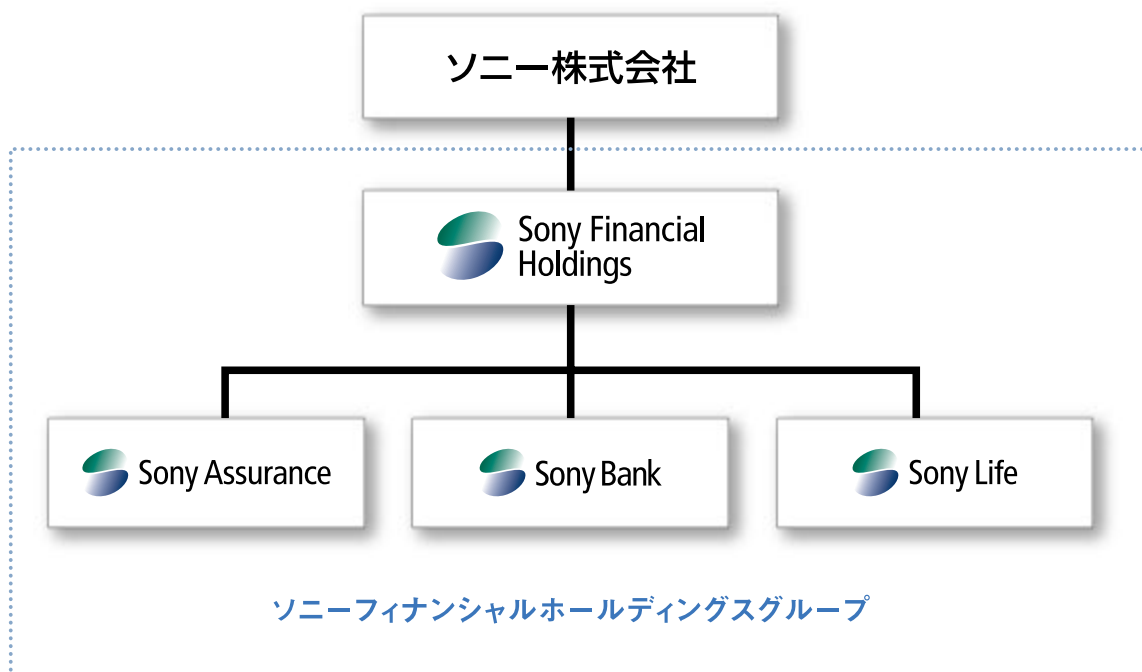 ソニー株式会社
Sony Financial
Holdings
Sony Assurance
Sony Bank
Sony Life
ソニーフィナンシャルホールディングスグループ